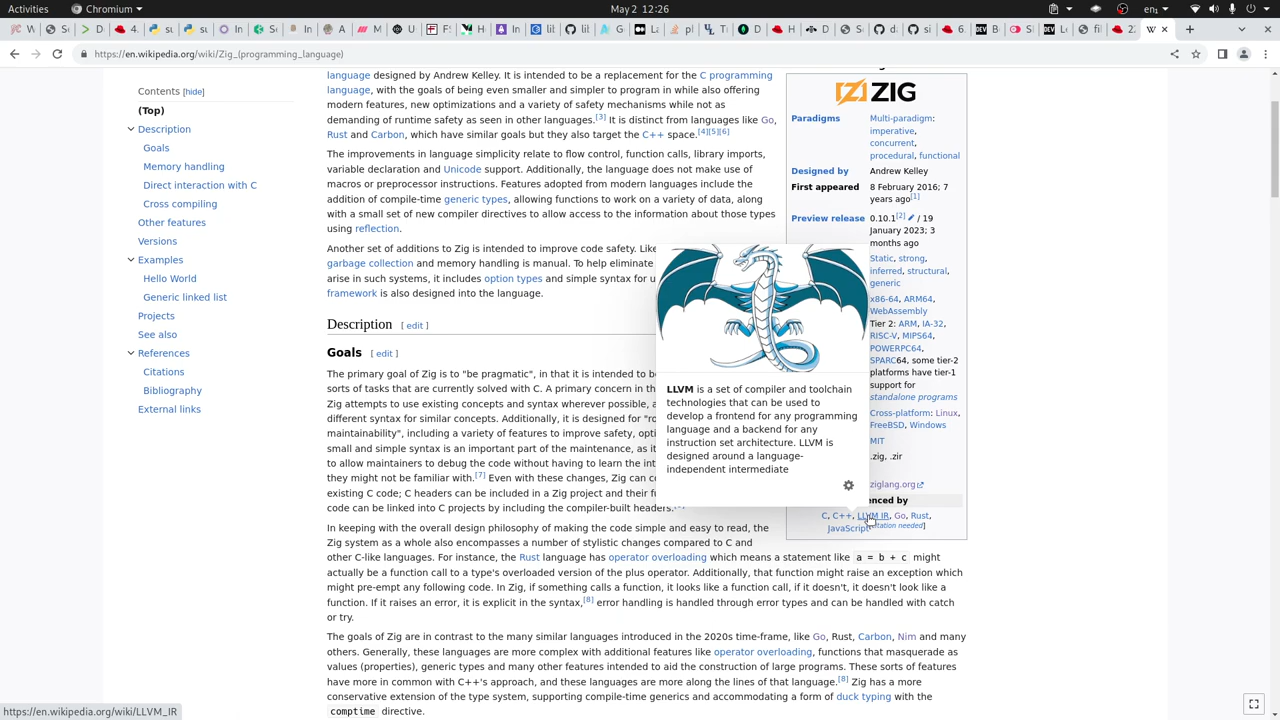 Activities
Chromium
May 2 12:26
https://en.wikipedia.org/wiki/Zig_(programming_language)
Contents [hide]
(Top)
Description
Goals
Memory handling
Direct interaction with C
Cross compiling
Other features
Versions
Examples
Hello World
Generic linked list
Projects
See also
References
Citations
Bibliography
External links
language designed by Andrew Kelley. It is intended to be a replacement for the C programming
language, with the goals of being even smaller and simpler to program in while also offering
modern features, new optimizations and a variety of safety mechanisms while not as
demanding of runtime safety as seen in other languages.[3] It is distinct from languages like Go,
Rust and Carbon, which have similar goals but they also target the C++ space.[4][5][6]
The improvements in language simplicity relate to flow control, function calls, library imports,
variable declaration and Unicode support. Additionally, the language does not make use of
macros or preprocessor instructions. Features adopted from modern languages include the
addition of compile-time generic types, allowing functions to work on a variety of data, along
with a small set of new compiler directives to allow access to the information about those types
using reflection.
Another set of additions to Zig is intended to improve code safety. Like
garbage collection and memory handling is manual. To help eliminate
arise in such systems, it includes option types and simple syntax for u
framework is also designed into the language.
Description [ edit ]
Goals [ edit ]
The primary goal of Zig is to "be pragmatic", in that it is intended to be
sorts of tasks that are currently solved with C. A primary concern in th
Zig attempts to use existing concepts and syntax wherever possible, a
different syntax for similar concepts. Additionally, it is designed for "ro
maintainability", including a variety of features to improve safety, opti
small and simple syntax is an important part of the maintenance, as it
to allow maintainers to debug the code without having to learn the int
they might not be familiar with.[7] Even with these changes, Zig can co
existing C code; C headers can be included in a Zig project and their fu
code can be linked into C projects by including the compiler-built headers.
In keeping with the overall design philosophy of making the code simple and easy to read, the
Zig system as a whole also encompasses a number of stylistic changes compared to C and
other C-like languages. For instance, the Rust language has operator overloading which means a statement like a = b + c might
actually be a function call to a type's overloaded version of the plus operator. Additionally, that function might raise an exception which
might pre-empt any following code. In Zig, if something calls a function, it looks like a function call, if it doesn't, it doesn't look like a
function. If it raises an error, it is explicit in the syntax,[8] error handling is handled through error types and can be handled with catch
or try.
The goals of Zig are in contrast to the many similar languages introduced in the 2020s time-frame, like Go, Rust, Carbon, Nim and many
others. Generally, these languages are more complex with additional features like operator overloading, functions that masquerade as
values (properties), generic types and many other features intended to aid the construction of large programs. These sorts of features
have more in common with C++'s approach, and these languages are more along the lines of that language.[8] Zig has a more
conservative extension of the type system, supporting compile-time generics and accommodating a form of duck typing with the
comptime directive.
ZIG
Paradigms Multi-paradigm:
imperative,
concurrent,
procedural, functional
Designed by Andrew Kelley
First appeared 8 February 2016; 7
years ago[1]
Preview release 0.10.1[2] / 19
January 2023; 3
months ago
Static, strong,
inferred, structural,
generic
x86-64, ARM64,
WebAssembly
Tier 2: ARM, IA-32,
RISC-V, MIPS64,
POWERPC64,
SPARC64, some tier-2
platforms have tier-1
support for
standalone programs
Cross-platform: Linux,
FreeBSD, Windows
MIT
.zig, .zir
ziglang.org
enced by
C, C++, LLVM IR, Go, Rust,
JavaScript itation needed]
LLVM is a set of compiler and toolchain
technologies that can be used to
develop a frontend for any programming
language and a backend for any
instruction set architecture. LLVM is
designed around a language-
independent intermediate
https://en.wikipedia.org/wiki/LLVM_IR